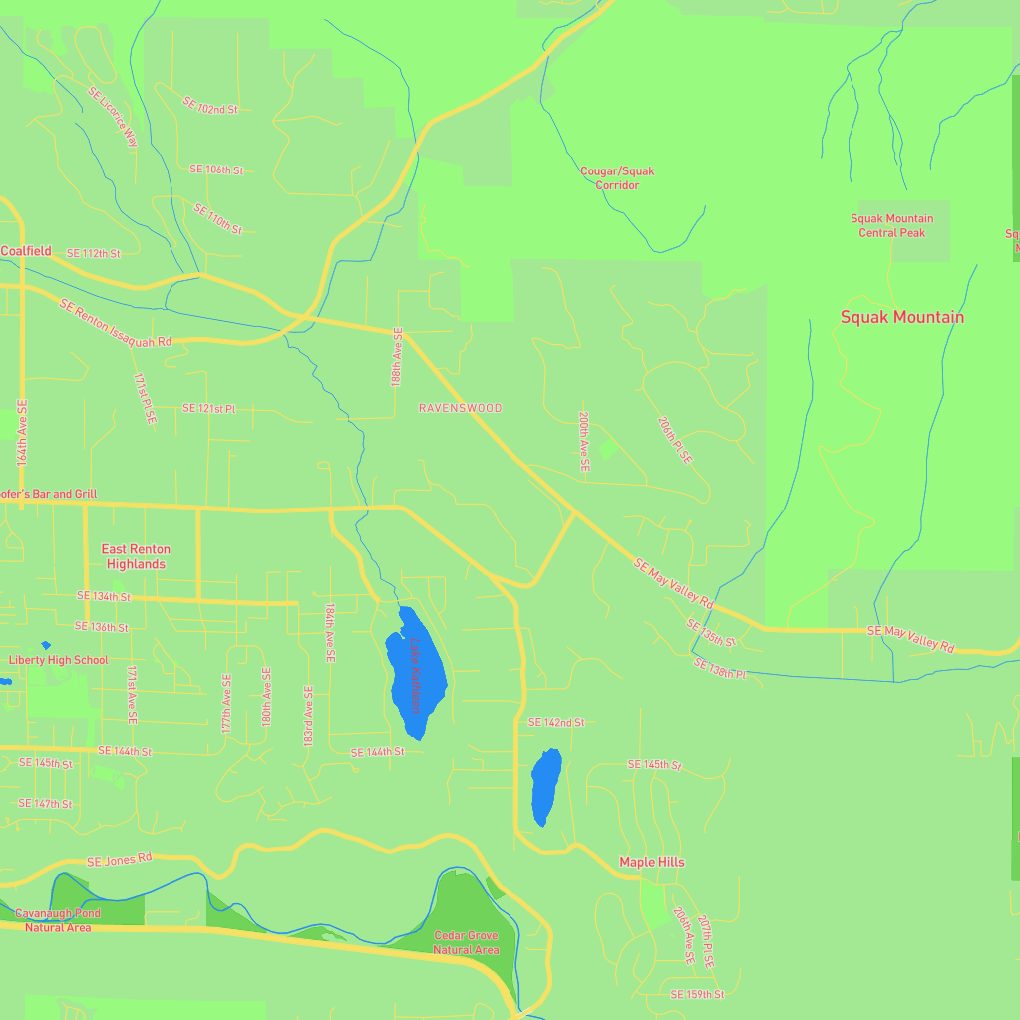 SE Licorice Way
SE 102nd St
SE 106th St
Cougar/Squak
Corridor
SE 110th St
Squak Mountain
Central Peak
Coalfield
SE 112th St
SE Renton Issaquah Rd
Squak Mountain
188th Ave SE
171st Pl SE
SE 121st Pl
RAVENSWOOD
164th Ave SE
200th Ave SE
206th Pl SE
Bar and Grill
East Renton
Highlands
SE May Valley Rd
SE 134th St
SE 136th St
184th Ave SE
SE 135th St
SE May Valley Rd
Liberty High School
SE 138th Pl
171st Ave SE
177th Ave SE
180th Ave SE
183rd Ave SE
SE 142nd St
SE 144th St
SE 144th St
SE 145th St
SE 145th St
SE 147th St
SE Jones Rd
Maple Hills
Cavanaugh Pond
Natural Area
Cedar Grove
Natural Area
206th Ave SE
207th Pl SE
SE 159th St